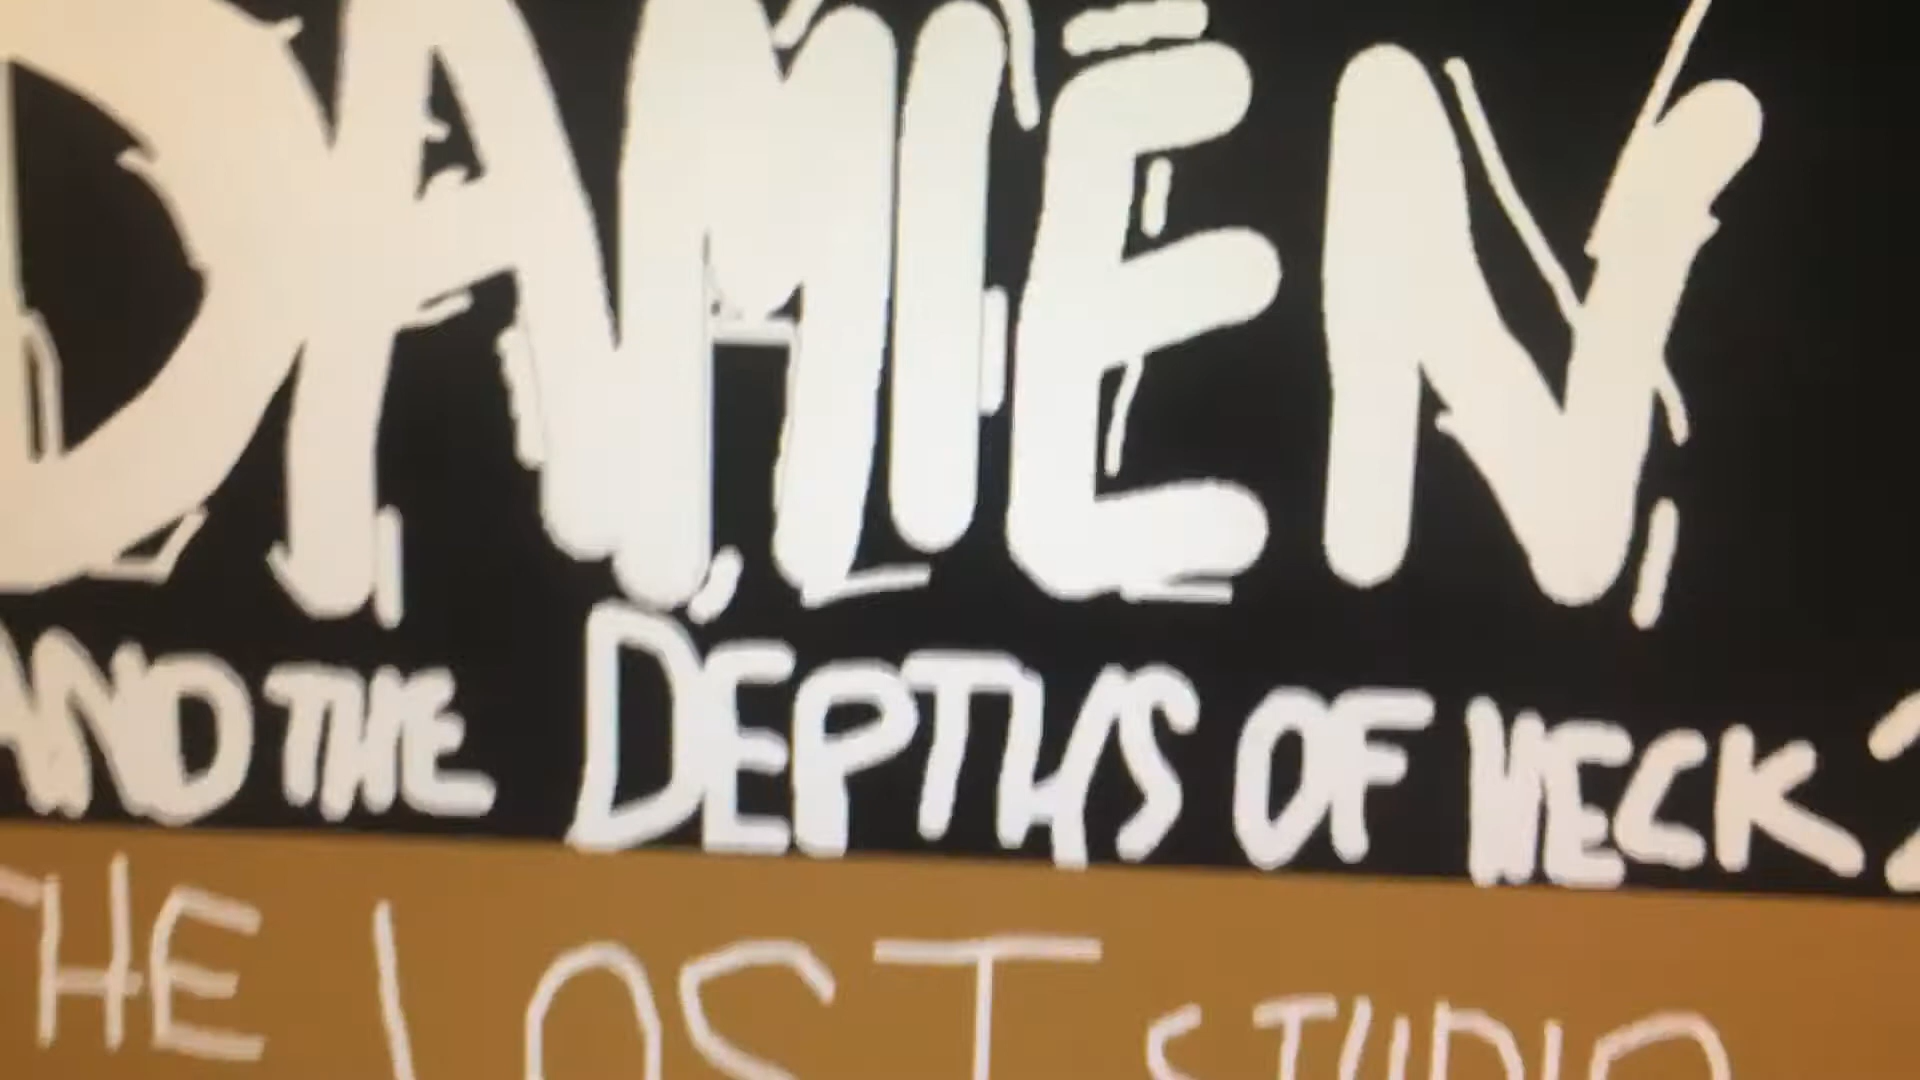 DAMIEN
AND THE DEPTHS OF HECK 2
THE LOST STUDIO